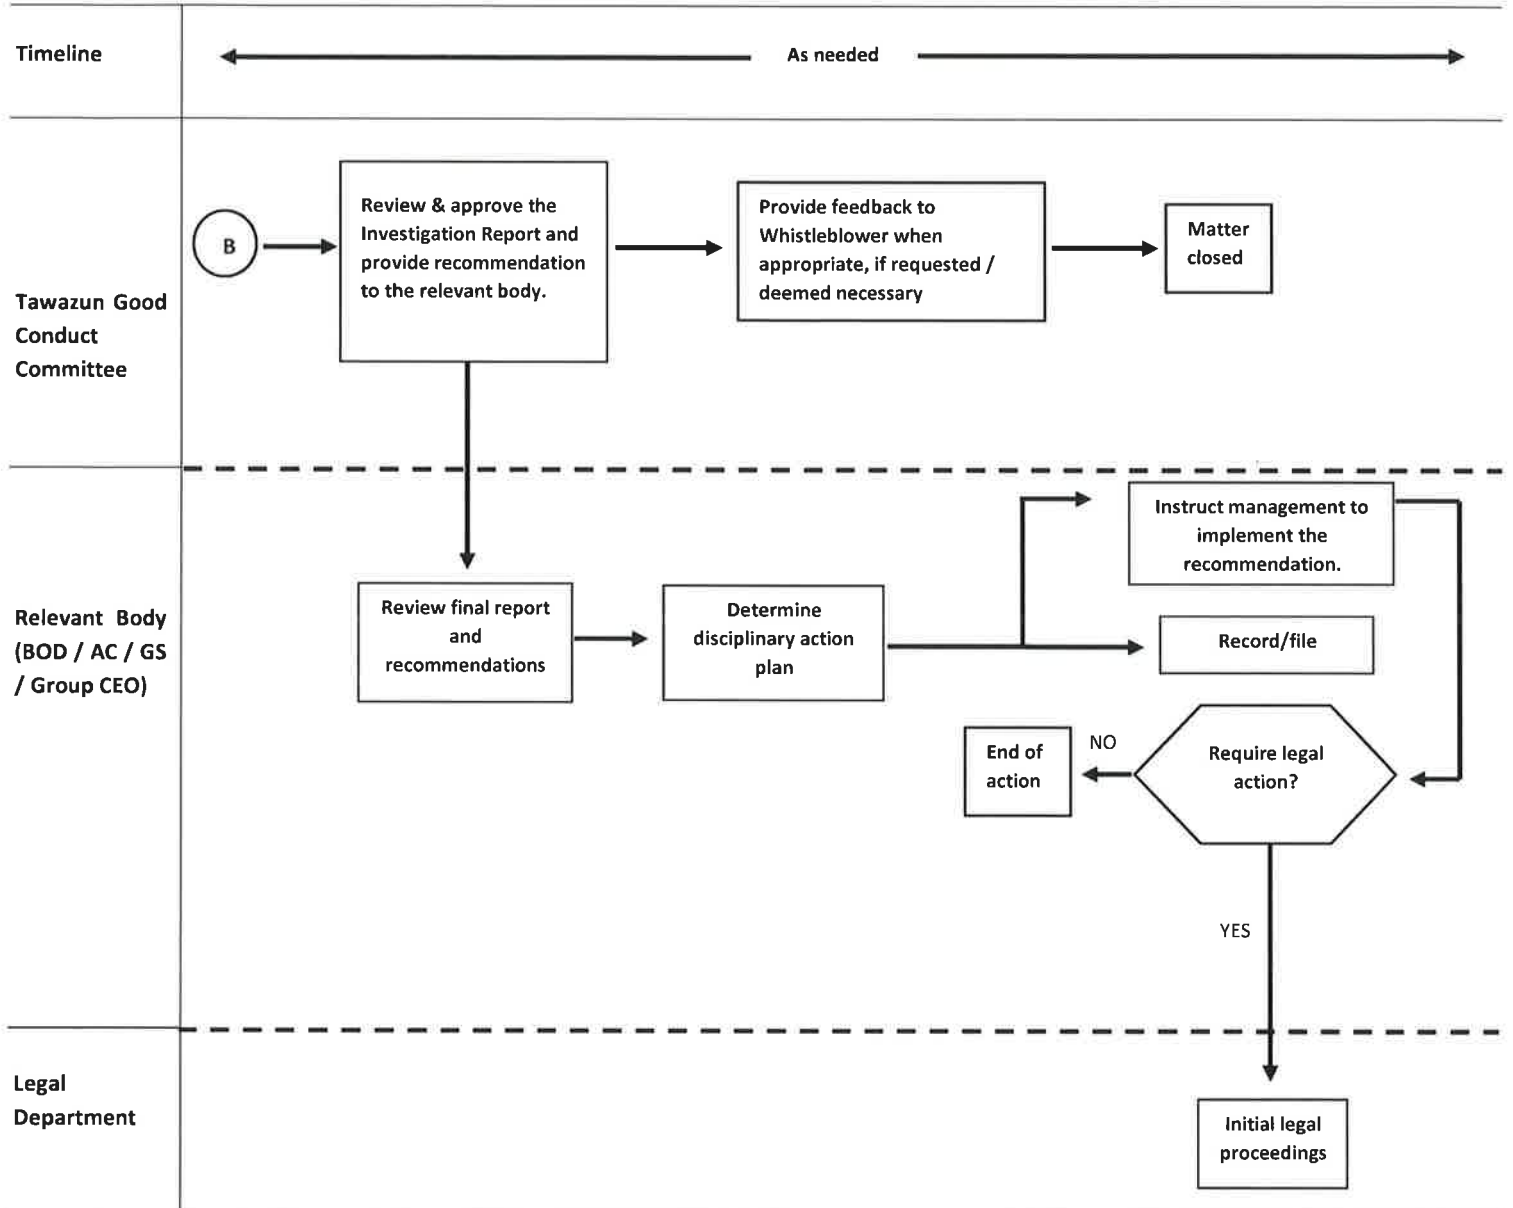 Timeline
As needed
Tawazun Good
Conduct
Committee
B
Review & approve the
Investigation Report and
provide recommendation
to the relevant body.
Provide feedback to
Whistleblower when
appropriate, if requested /
deemed necessary
Matter
closed
Relevant Body
(BOD / AC / GS
/ Group CEO)
Review final report
and
recommendations
Determine
disciplinary action
plan
Instruct management to
implement the
recommendation.
Record/file
Require legal
action?
NO
End of
action
YES
Legal
Department
Initial legal
proceedings